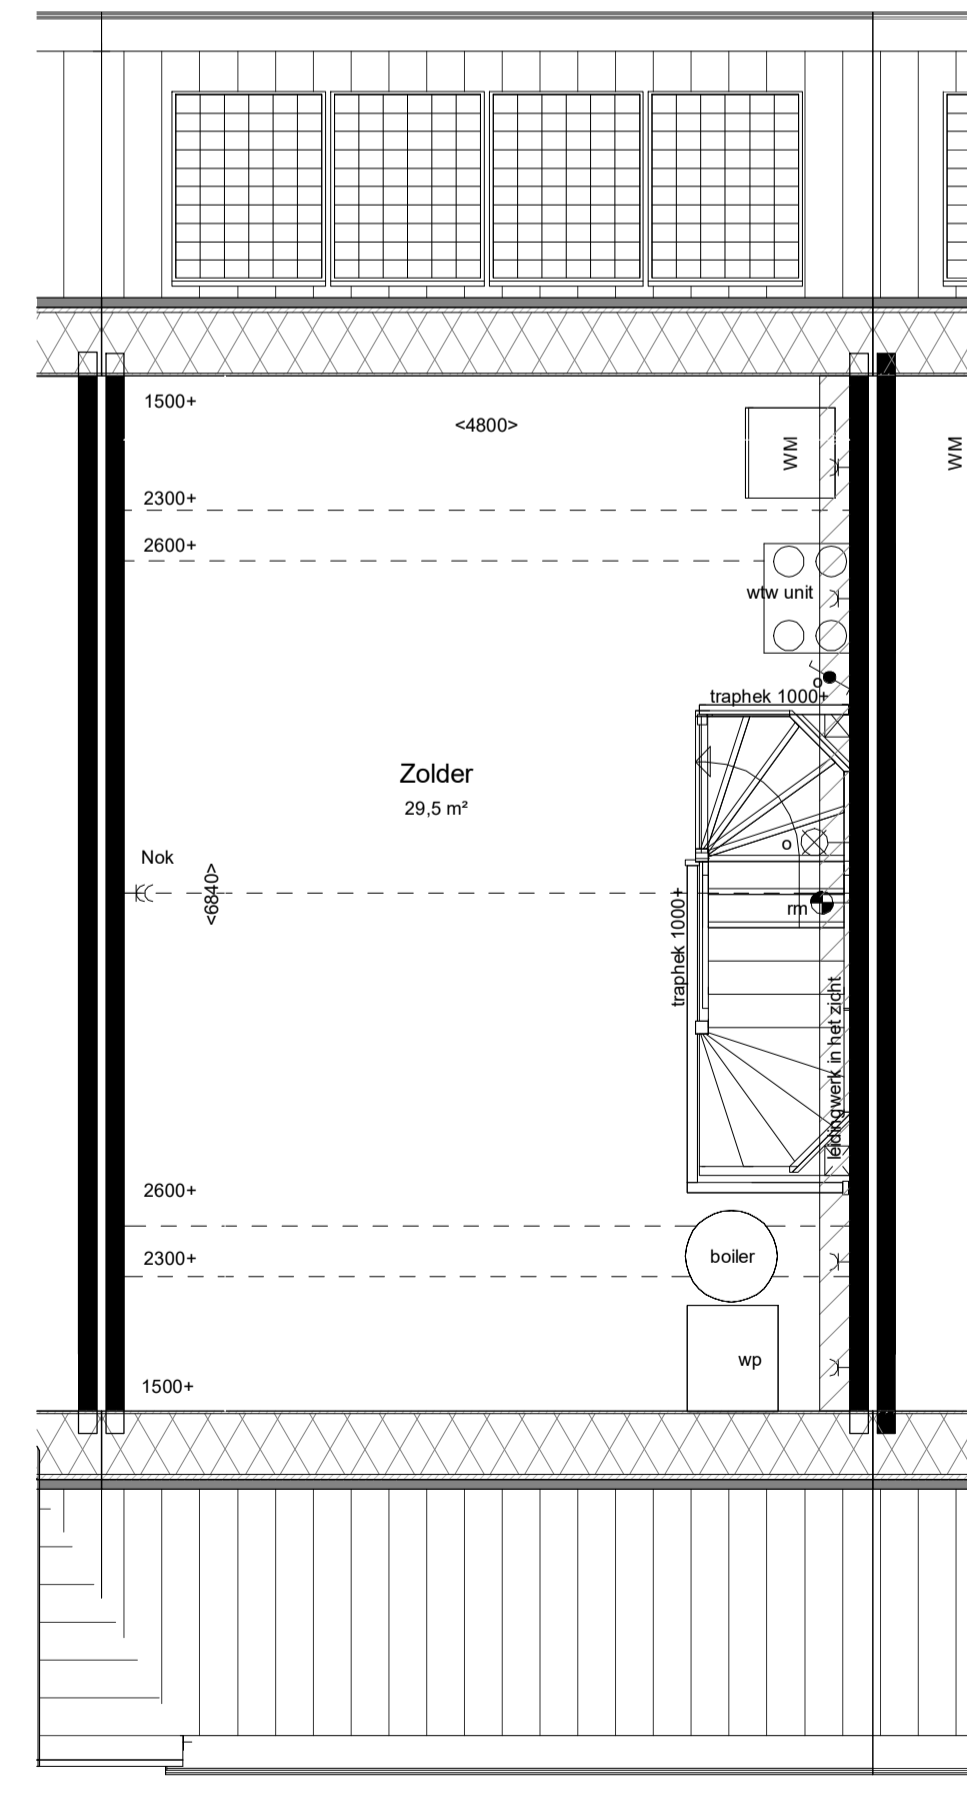 1500+
<4800>
WM
WM
2300+
2600+
wtw unit
o
traphek 1000+
Zolder
29,5 m²
o
Nok
<6840>
rm
traphek 1000+
leidingwerk in het zicht
2600+
2300+
boiler
wp
1500+